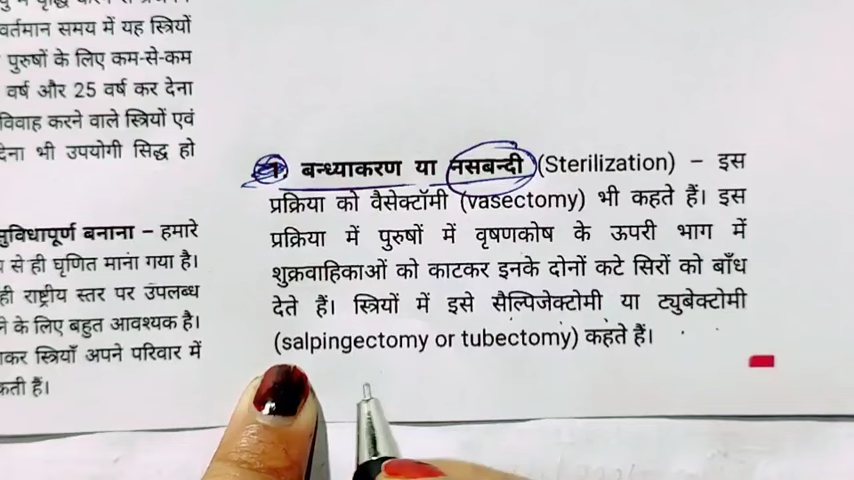 वर्तमान समय में यह स्त्रियों
पुरुषों के लिए कम-से-कम
वर्ष और 25 वर्ष कर देना
विवाह करने वाले स्त्रियों एवं
देना भी उपयोगी सिद्ध हो
सुविधापूर्ण बनाना – हमारे
से ही घृणित माना गया है।
ही राष्ट्रीय स्तर पर उपलब्ध
के लिए बहुत आवश्यक है।
कर स्त्रियाँ अपने परिवार में
कती हैं।
1. बन्ध्याकरण या नसबन्दी (Sterilization) – इस
प्रक्रिया को वैसेक्टॉमी (vasectomy) भी कहते हैं। इस
प्रक्रिया में पुरुषों में वृषणकोष के ऊपरी भाग में
शुक्रवाहिकाओं को काटकर इनके दोनों कटे सिरों को बाँध
देते हैं। स्त्रियों में इसे सैल्पिजेक्टोमी या ट्युबेक्टोमी
(salpingectomy or tubectomy) कहते हैं।